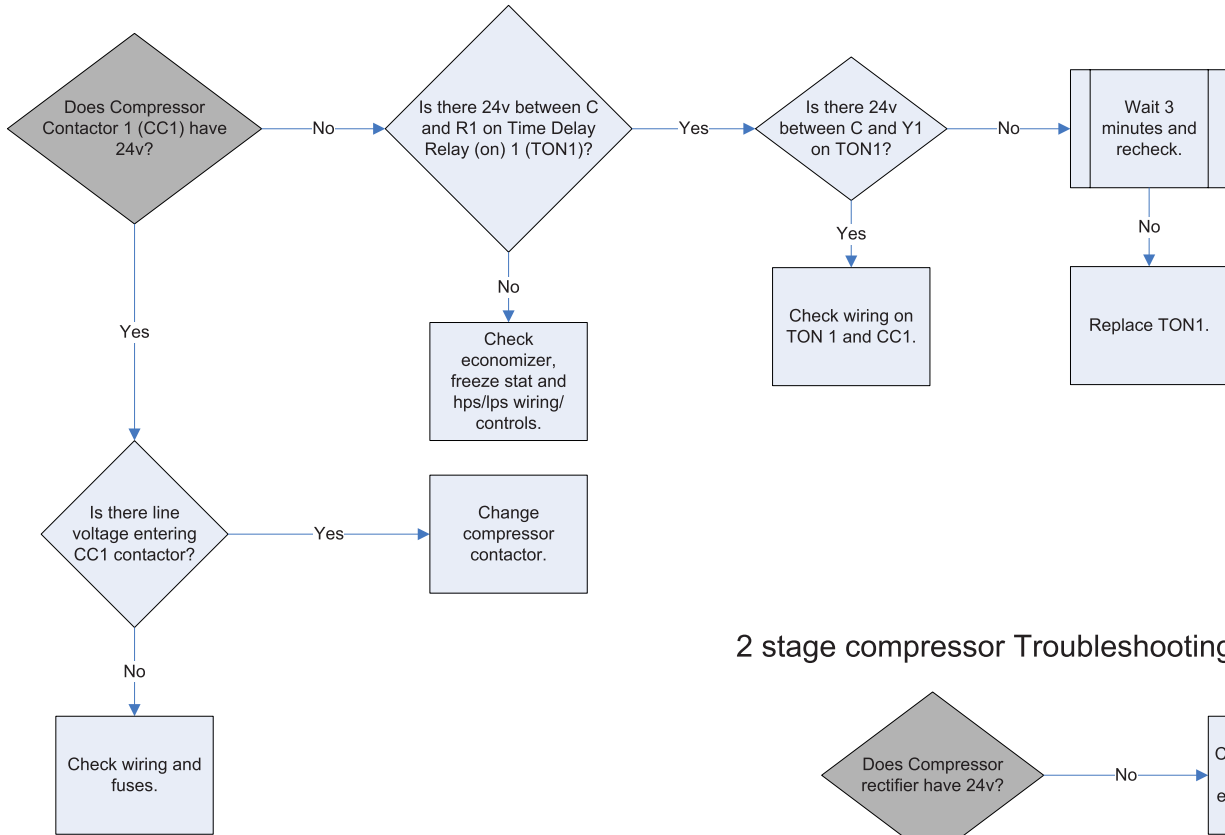 Does Compressor
Contactor 1 (CC1) have
24v?
No
Is there 24v between C
and R1 on Time Delay
Relay (on) 1 (TON1)?
Yes
Is there 24v
between C and Y1
on TON1?
No
Wait 3
minutes and
recheck.
Yes
No
Check wiring on
TON 1 and CC1.
No
Replace TON1.
Yes
Check
economizer,
freeze stat and
hps/lps wiring/
controls.
Is there line
voltage entering
CC1 contactor?
Yes
Change
compressor
contactor.
No
Check wiring and
fuses.
2 stage compressor Troubleshooting
Does Compressor
rectifier have 24v?
No